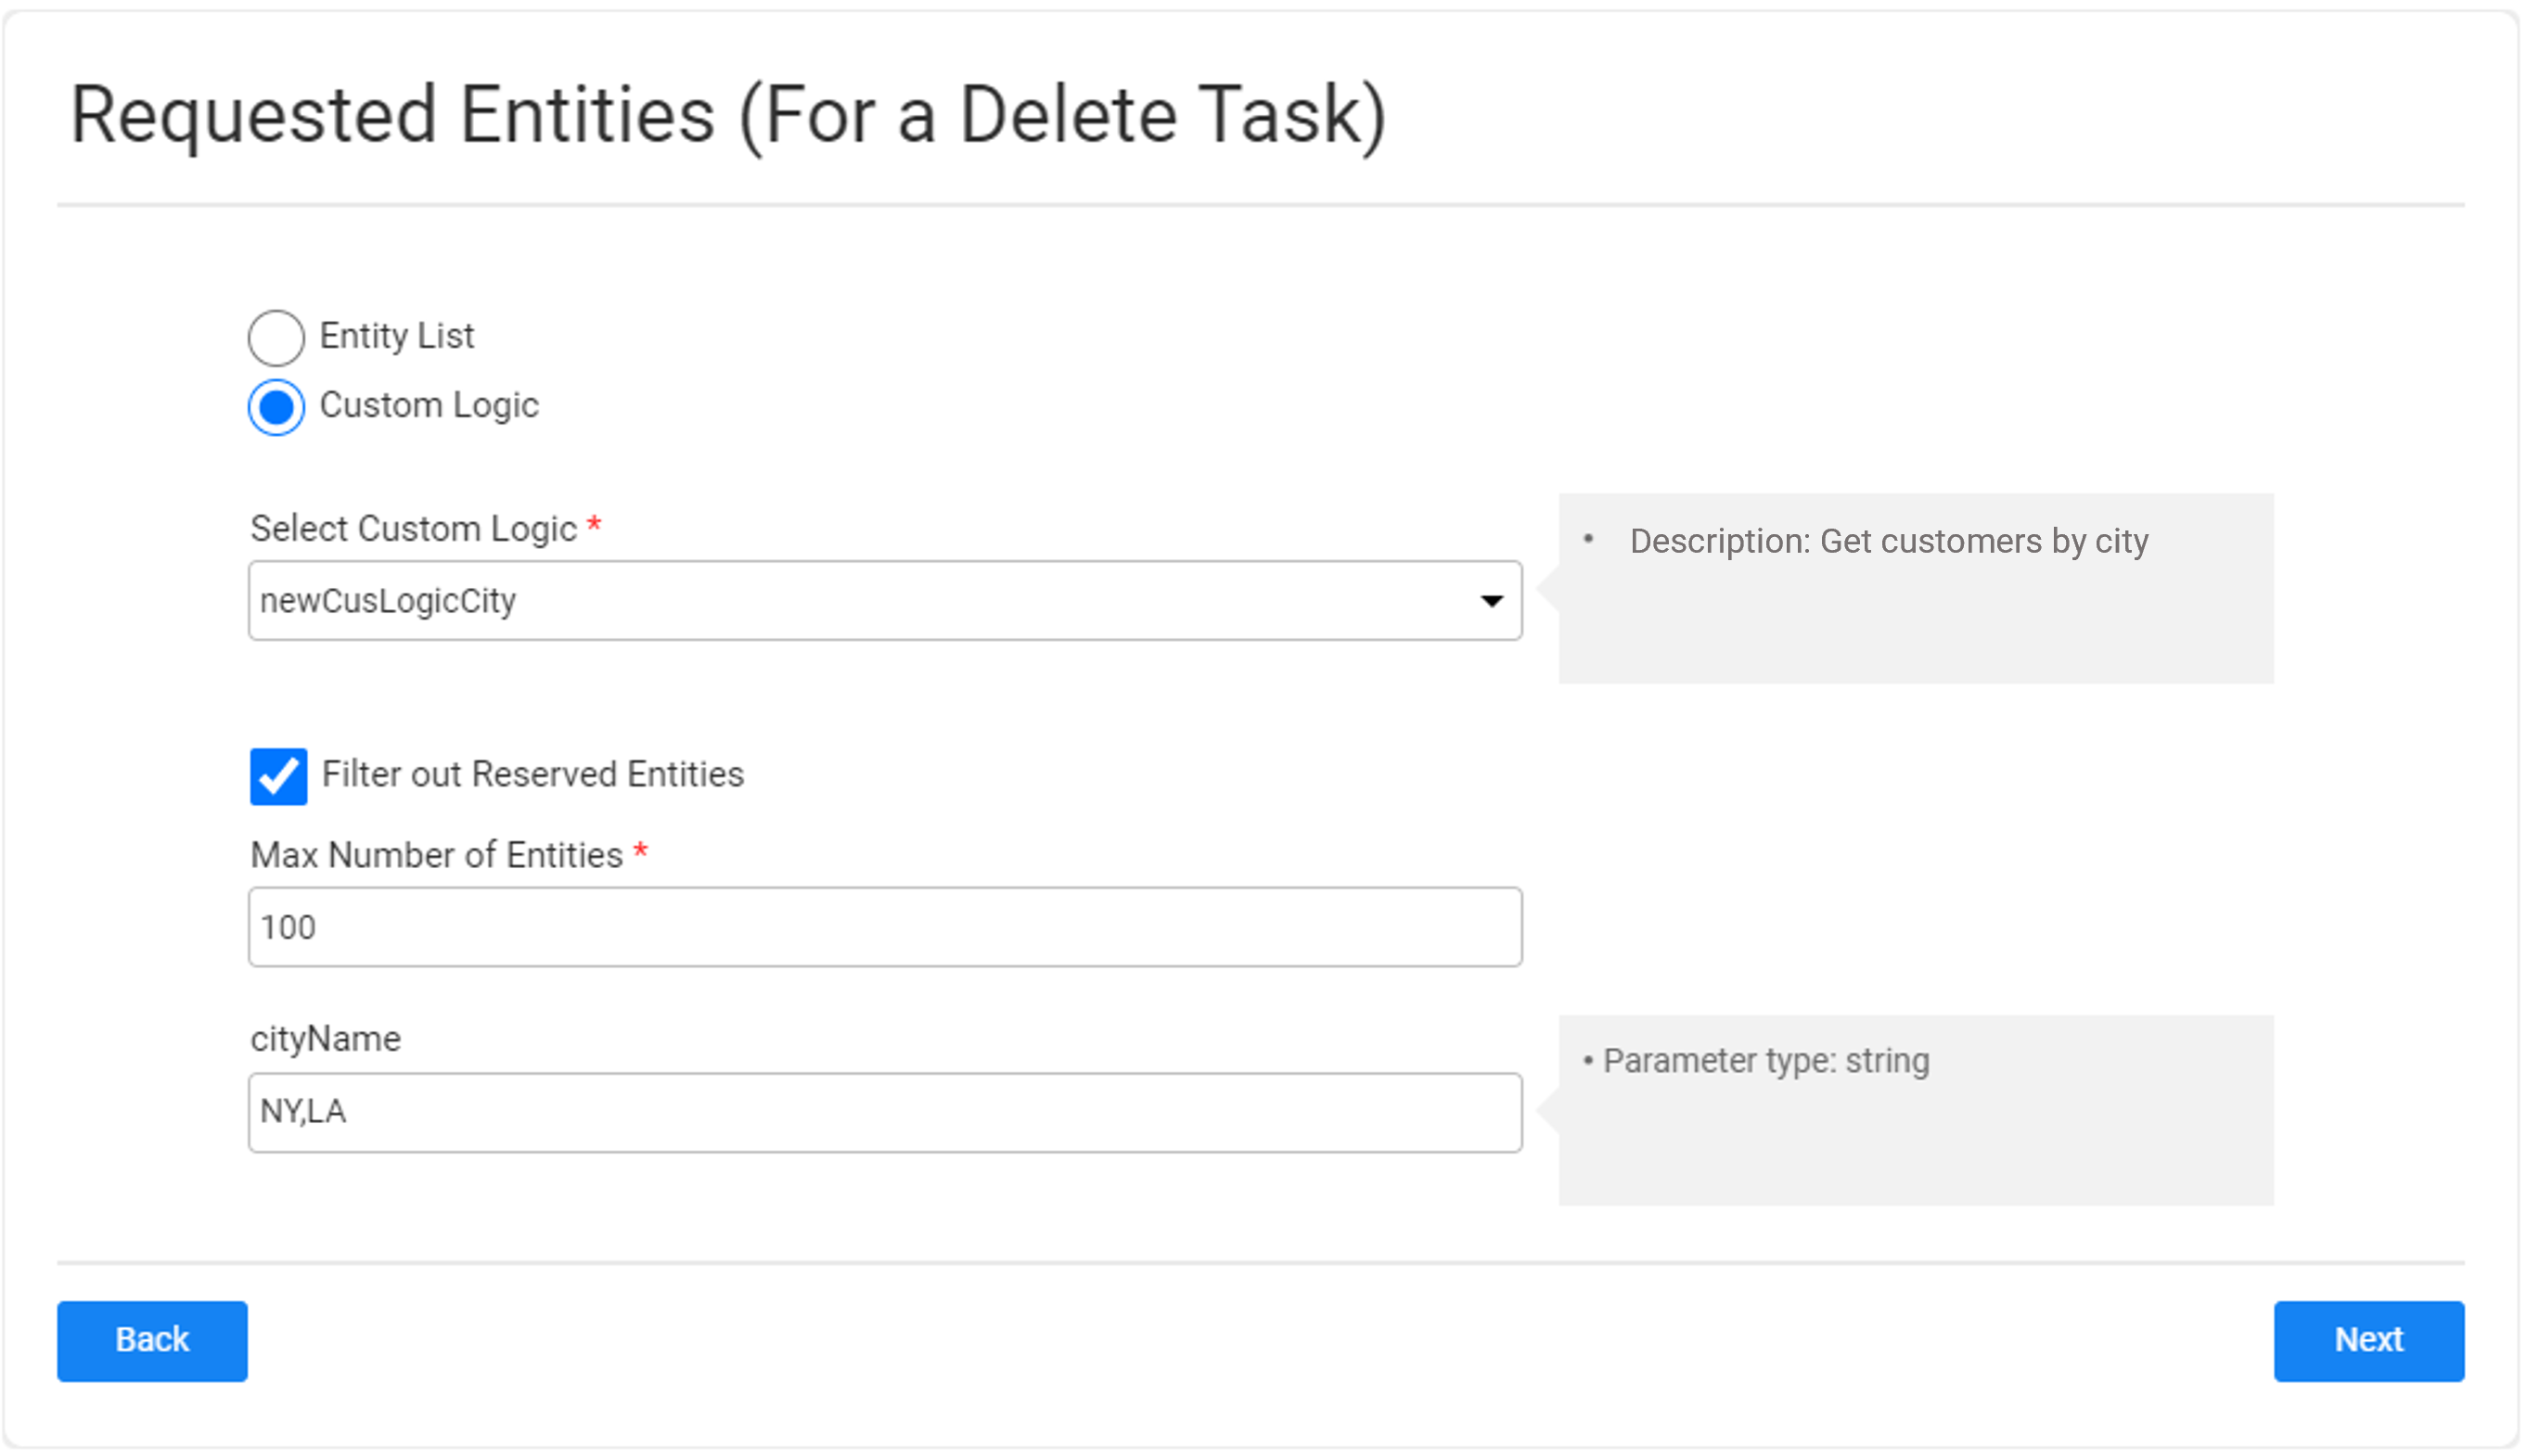 Requested Entities (For a Delete Task)
Entity List
Custom Logic
Select Custom Logic *
newCusLogicCity
• Description: Get customers by city
Filter out Reserved Entities
Max Number of Entities *
100
cityName
NY,LA
• Parameter type: string
Back
Next